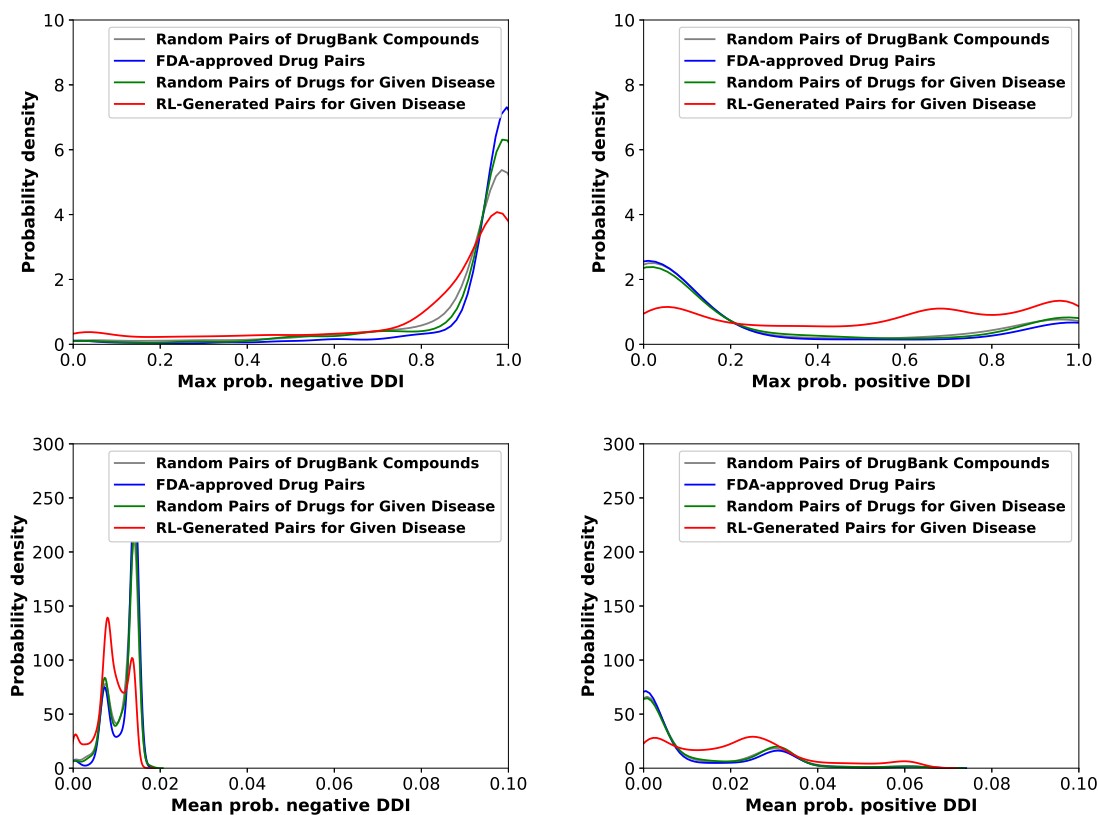 10
8
6
4
2
0
Probability density
Random Pairs of DrugBank Compounds
FDA-approved Drug Pairs
Random Pairs of Drugs for Given Disease
RL-Generated Pairs for Given Disease
0.0 0.2 0.4 0.6 0.8 1.0
Max prob. negative DDI
10
8
6
4
2
0
Probability density
Random Pairs of DrugBank Compounds
FDA-approved Drug Pairs
Random Pairs of Drugs for Given Disease
RL-Generated Pairs for Given Disease
0.0 0.2 0.4 0.6 0.8 1.0
Max prob. positive DDI
300
250
200
150
100
50
0
Probability density
Random Pairs of DrugBank Compounds
FDA-approved Drug Pairs
Random Pairs of Drugs for Given Disease
RL-Generated Pairs for Given Disease
0.00 0.02 0.04 0.06 0.08 0.10
Mean prob. negative DDI
300
250
200
150
100
50
0
Probability density
Random Pairs of DrugBank Compounds
FDA-approved Drug Pairs
Random Pairs of Drugs for Given Disease
RL-Generated Pairs for Given Disease
0.00 0.02 0.04 0.06 0.08 0.10
Mean prob. positive DDI